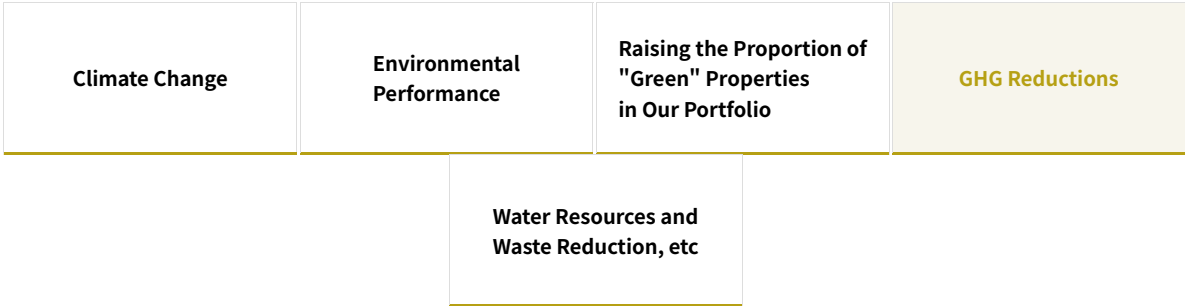 Climate Change
Environmental
Performance
Raising the Proportion of
"Green" Properties
in Our Portfolio
GHG Reductions
Water Resources and
Waste Reduction, etc